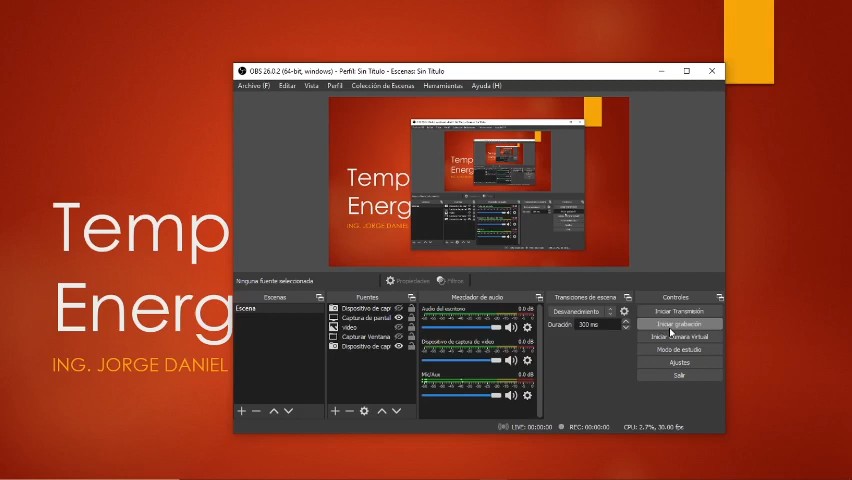 Temp
Energ
ING. JORGE DANIEL
OBS 26.0.2 (64-bit, windows) - Perfil: Sin Título - Escenas: Sin Título
Archivo (F) Editar Vista Perfil Colección de Escenas Herramientas Ayuda (H)
Temp
Energ
ING. JORGE DANIEL
Temp
Energ
Ninguna fuente seleccionada Propiedades Filtros
Escenas
Escena
Fuentes
Dispositivo de cap
Captura de pantal
video
Capturar Ventana
Dispositivo de cap
Mezclador de audio
Audio del escritorio 0.0 dB
Dispositivo de captura de video 0.0 dB
Mic/Aux 0.0 dB
Transiciones de escena
Desvanecimiento
Duración 300 ms
Controles
Iniciar Transmisión
Iniciar grabación
Iniciar Cámara Virtual
Modo de estudio
Ajustes
Salir
LIVE: 00:00:00 REC: 00:00:00 CPU: 2.7%, 30.00 fps